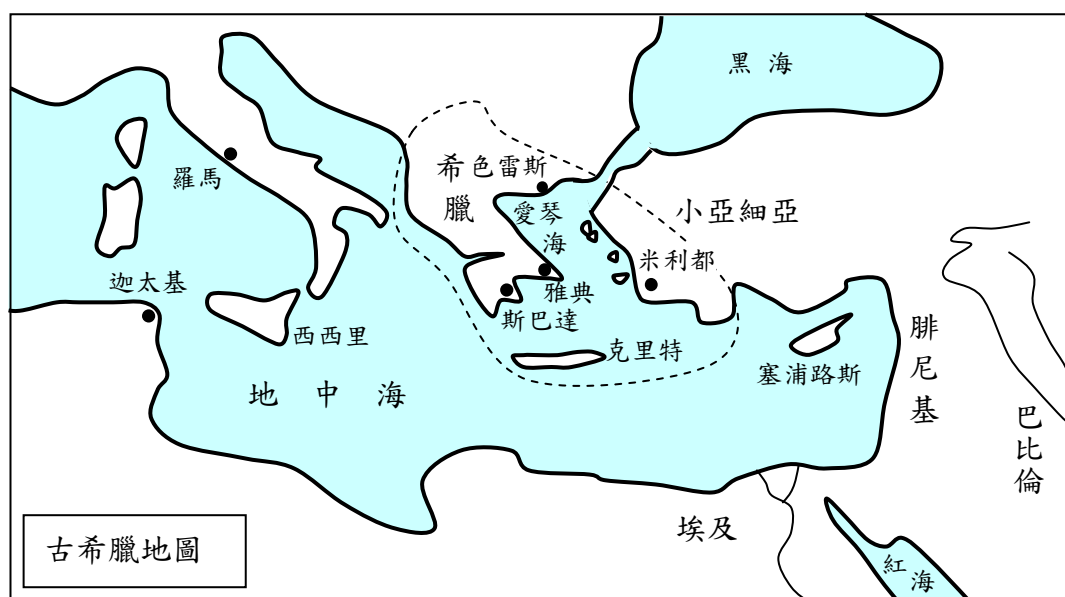 黑海
希臘
色雷斯
羅馬
愛琴海
小亞細亞
米利都
迦太基
雅典
斯巴達
西西里
克里特
塞浦路斯
腓尼基
地中海
巴比倫
埃及
古希臘地圖
紅海